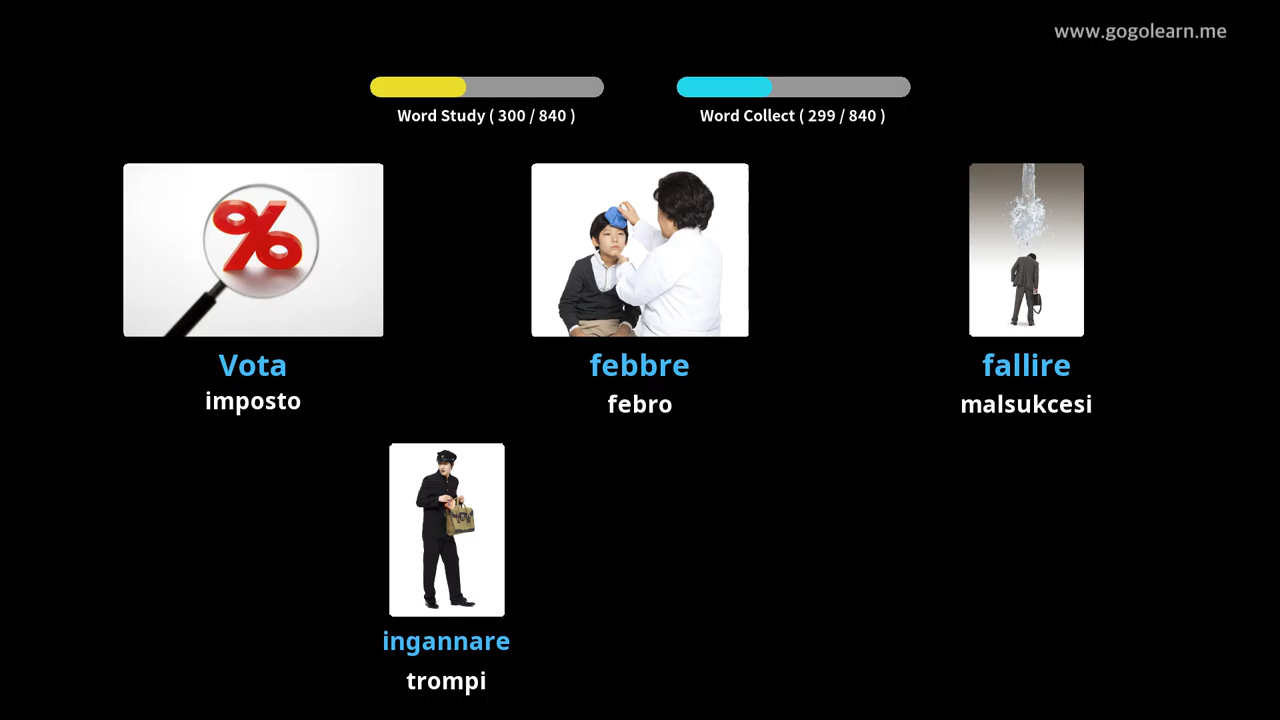 www.gogolearn.me
Word Study ( 300 / 840 )
Word Collect ( 299 / 840 )
%
Vota
imposto
febbre
febro
fallire
malsukcesi
ingannare
trompi